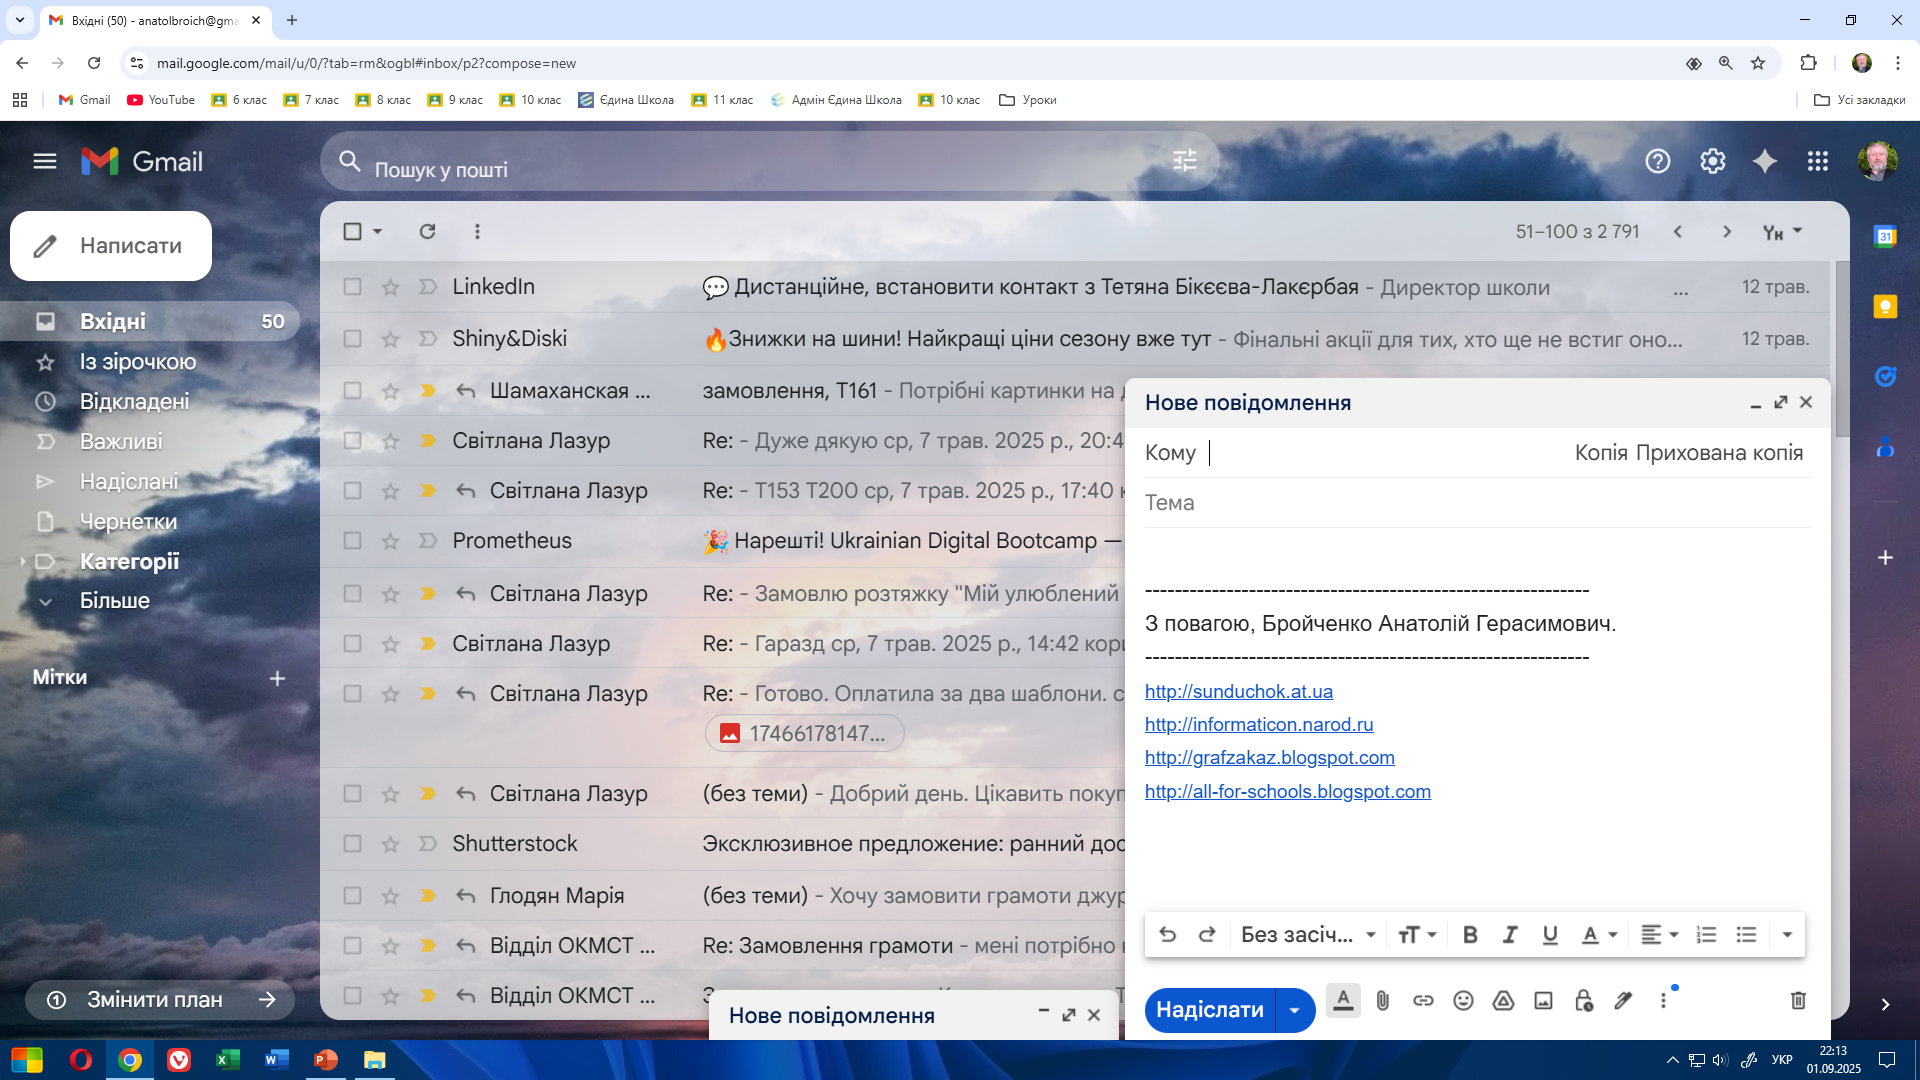 Вхідні (50) - anatolbroich@gma
mail.google.com/mail/u/0/?tab=rm&ogbl#inbox/p2?compose=new
Gmail
YouTube
6 клас
7 клас
8 клас
9 клас
10 клас
Єдина Школа
11 клас
Адмін Єдина Школа
10 клас
Уроки
Усі закладки
Gmail
Пошук у пошті
Написати
51–100 з 2 791
Вхідні 50
Із зірочкою
Відкладені
Важливі
Надіслані
Чернетки
Категорії
Більше
Мітки
Змінити план
LinkedIn 💬 Дистанційне, встановити контакт з Тетяна Бікєєва-Лакєрбая - Директор школи ... 12 трав.
Shiny&Diski 🔥Знижки на шини! Найкращі ціни сезону вже тут - Фінальні акції для тих, хто ще не встиг оно... 12 трав.
Шамаханская ... замовлення, Т161 - Потрібні картинки на
Світлана Лазур Re: - Дуже дякую ср, 7 трав. 2025 р., 20:4
Світлана Лазур Re: - Т153 Т200 ср, 7 трав. 2025 р., 17:40
Prometheus 🎉 Нарешті! Ukrainian Digital Bootcamp —
Світлана Лазур Re: - Замовлю розтяжку "Мій улюблений
Світлана Лазур Re: - Гаразд ср, 7 трав. 2025 р., 14:42 кори
Світлана Лазур Re: - Готово. Оплатила за два шаблони. с
17466178147...
Світлана Лазур (без теми) - Добрий день. Цікавить покуп
Shutterstock Эксклюзивное предложение: ранний дос
Глодян Марія (без теми) - Хочу замовити грамоти джур
Відділ ОКМСТ ... Re: Замовлення грамоти - мені потрібно
Відділ ОКМСТ ...
Нове повідомлення
Нове повідомлення
Кому Копія Прихована копія
Тема
------------------------------------------------------------
З повагою, Бройченко Анатолій Герасимович.
------------------------------------------------------------
http://sunduchok.at.ua
http://informaticon.narod.ru
http://grafzakaz.blogspot.com
http://all-for-schools.blogspot.com
Без засіч...
Надіслати
УКР
22:13
01.09.2025